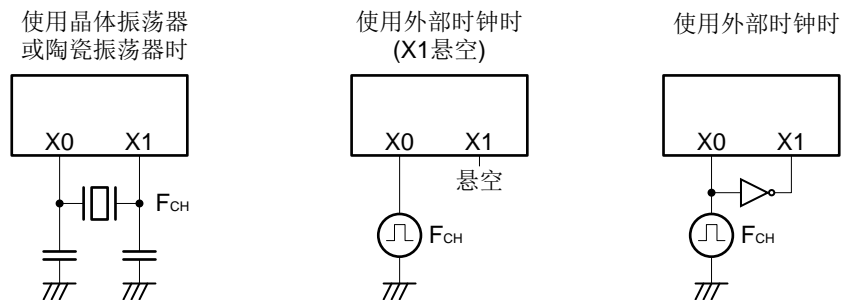 使用晶体振荡器
或陶瓷振荡器时
X0 X1
FCH
使用外部时钟时
(X1悬空)
X0 X1
悬空
FCH
使用外部时钟时
X0 X1
FCH